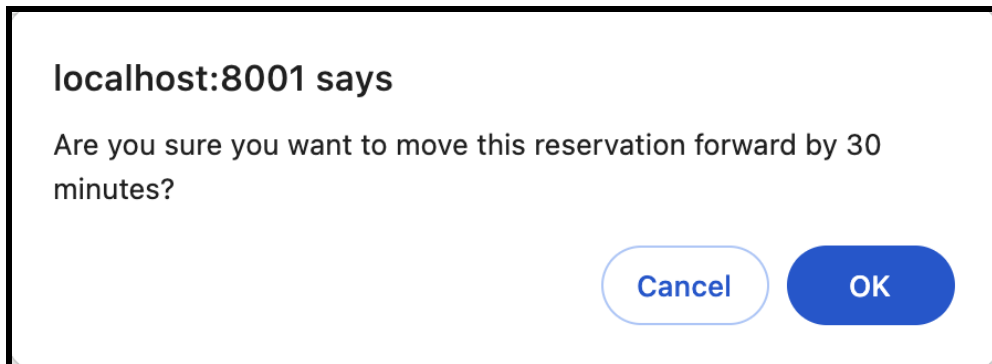 localhost:8001 says
Are you sure you want to move this reservation forward by 30
minutes?
Cancel
OK